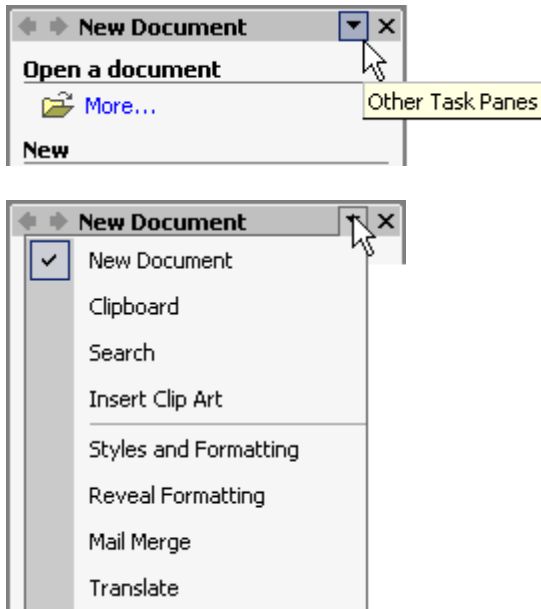 New Document
Open a document
More...
Other Task Panes
New
New Document
New Document
Clipboard
Search
Insert Clip Art
Styles and Formatting
Reveal Formatting
Mail Merge
Translate